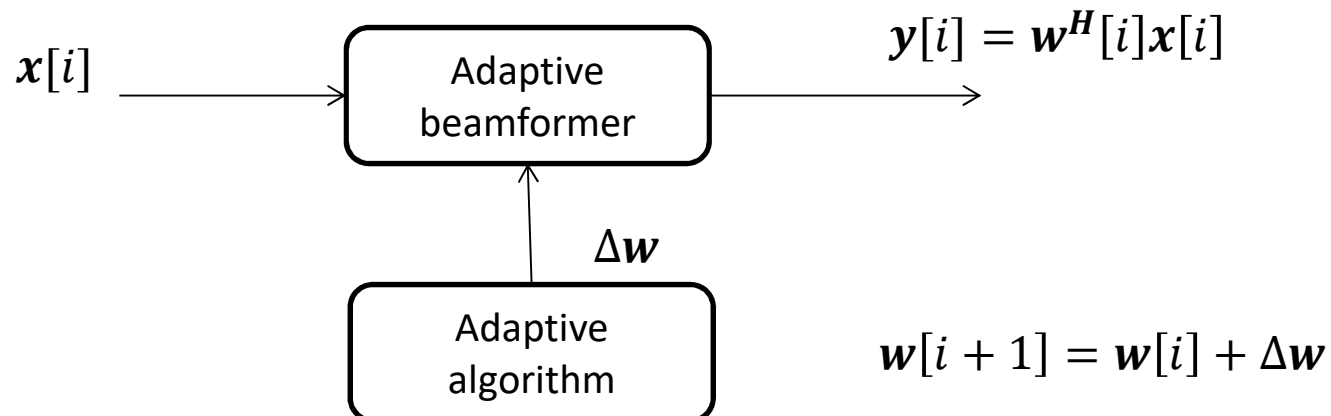 𝒙[𝑖]
Adaptive
beamformer
𝒚[𝑖] = 𝒘^𝑯[𝑖]𝒙[𝑖]
Δ𝒘
Adaptive
algorithm
𝒘[𝑖 + 1] = 𝒘[𝑖] + Δ𝒘